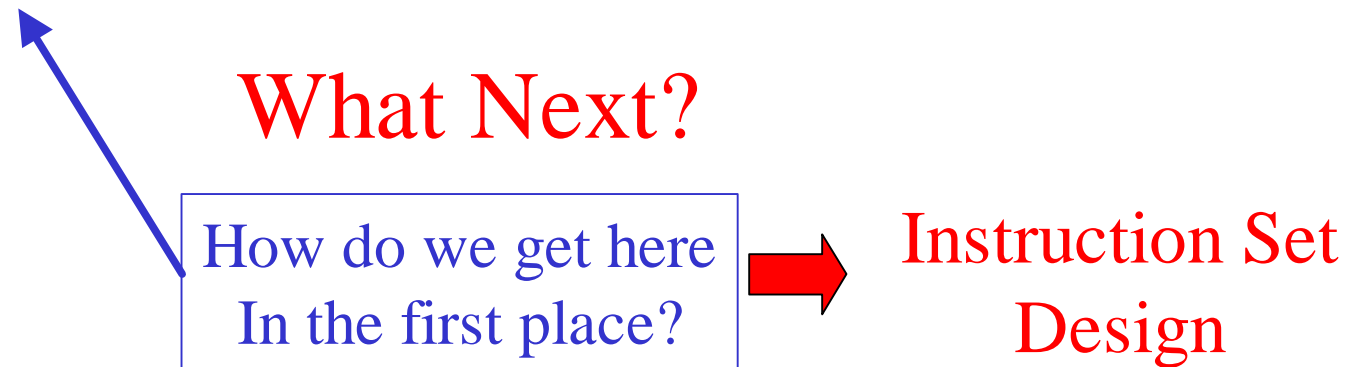 What Next?
How do we get here
In the first place?
Instruction Set
Design